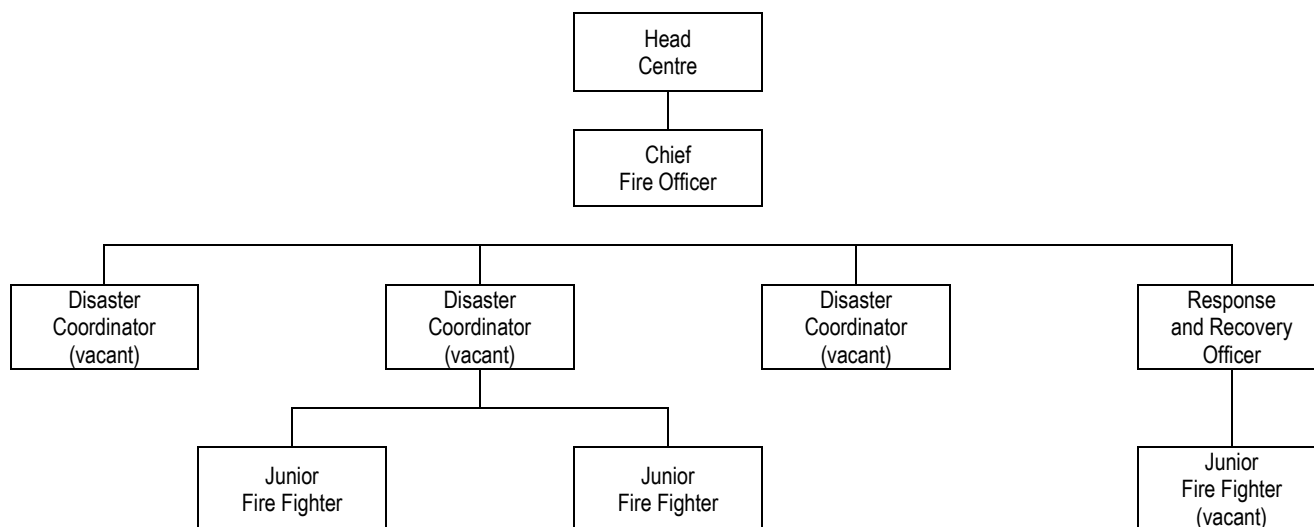 Head
Centre
Chief
Fire Officer
Disaster
Coordinator
(vacant)
Disaster
Coordinator
(vacant)
Disaster
Coordinator
(vacant)
Response
and Recovery
Officer
Junior
Fire Fighter
Junior
Fire Fighter
Junior
Fire Fighter
(vacant)